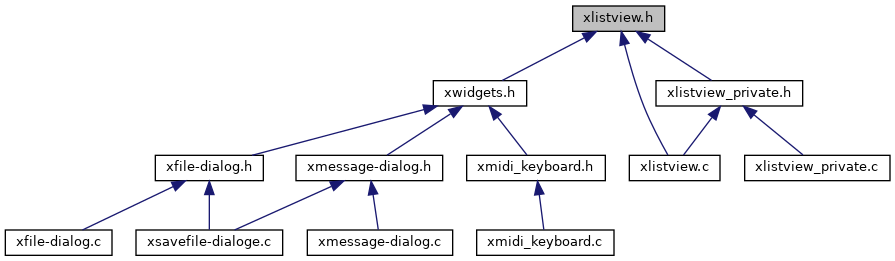 xlistview.h
xwidgets.h
xlistview_private.h
xfile-dialog.h
xmessage-dialog.h
xmidi_keyboard.h
xlistview.c
xlistview_private.c
xfile-dialog.c
xsavefile-dialoge.c
xmessage-dialog.c
xmidi_keyboard.c